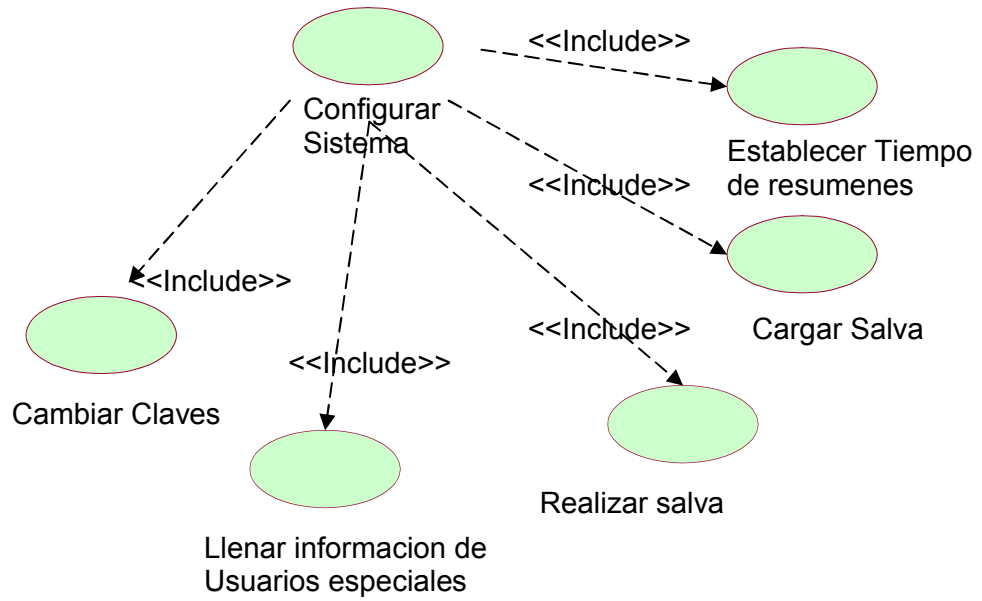 <<Include>>
Configurar
Sistema
Establecer Tiempo
de resumenes
<<Include>>
<<Include>>
<<Include>>
Cargar Salva
<<Include>>
Cambiar Claves
Realizar salva
Llenar informacion de
Usuarios especiales